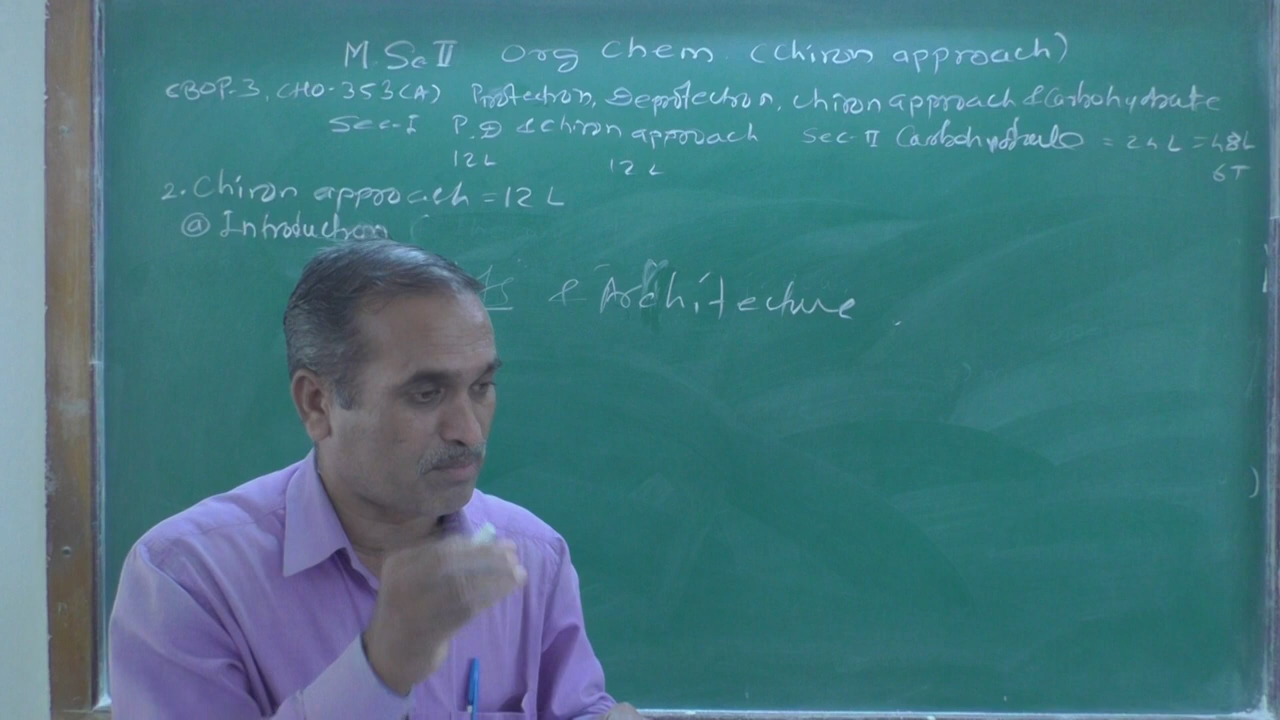 M.Sc II Org Chem. (Chiron approach)
CBOP-3, CHO-353(A) Protection, Deprotection, Chiron approach & Carbohydrate
Sec-I P.D & chiron approach Sec-II Carbohydrate = 24 L = 48L
12 L 12 L 6T
2. Chiron approach = 12 L
(a) Introduction
& Architecture